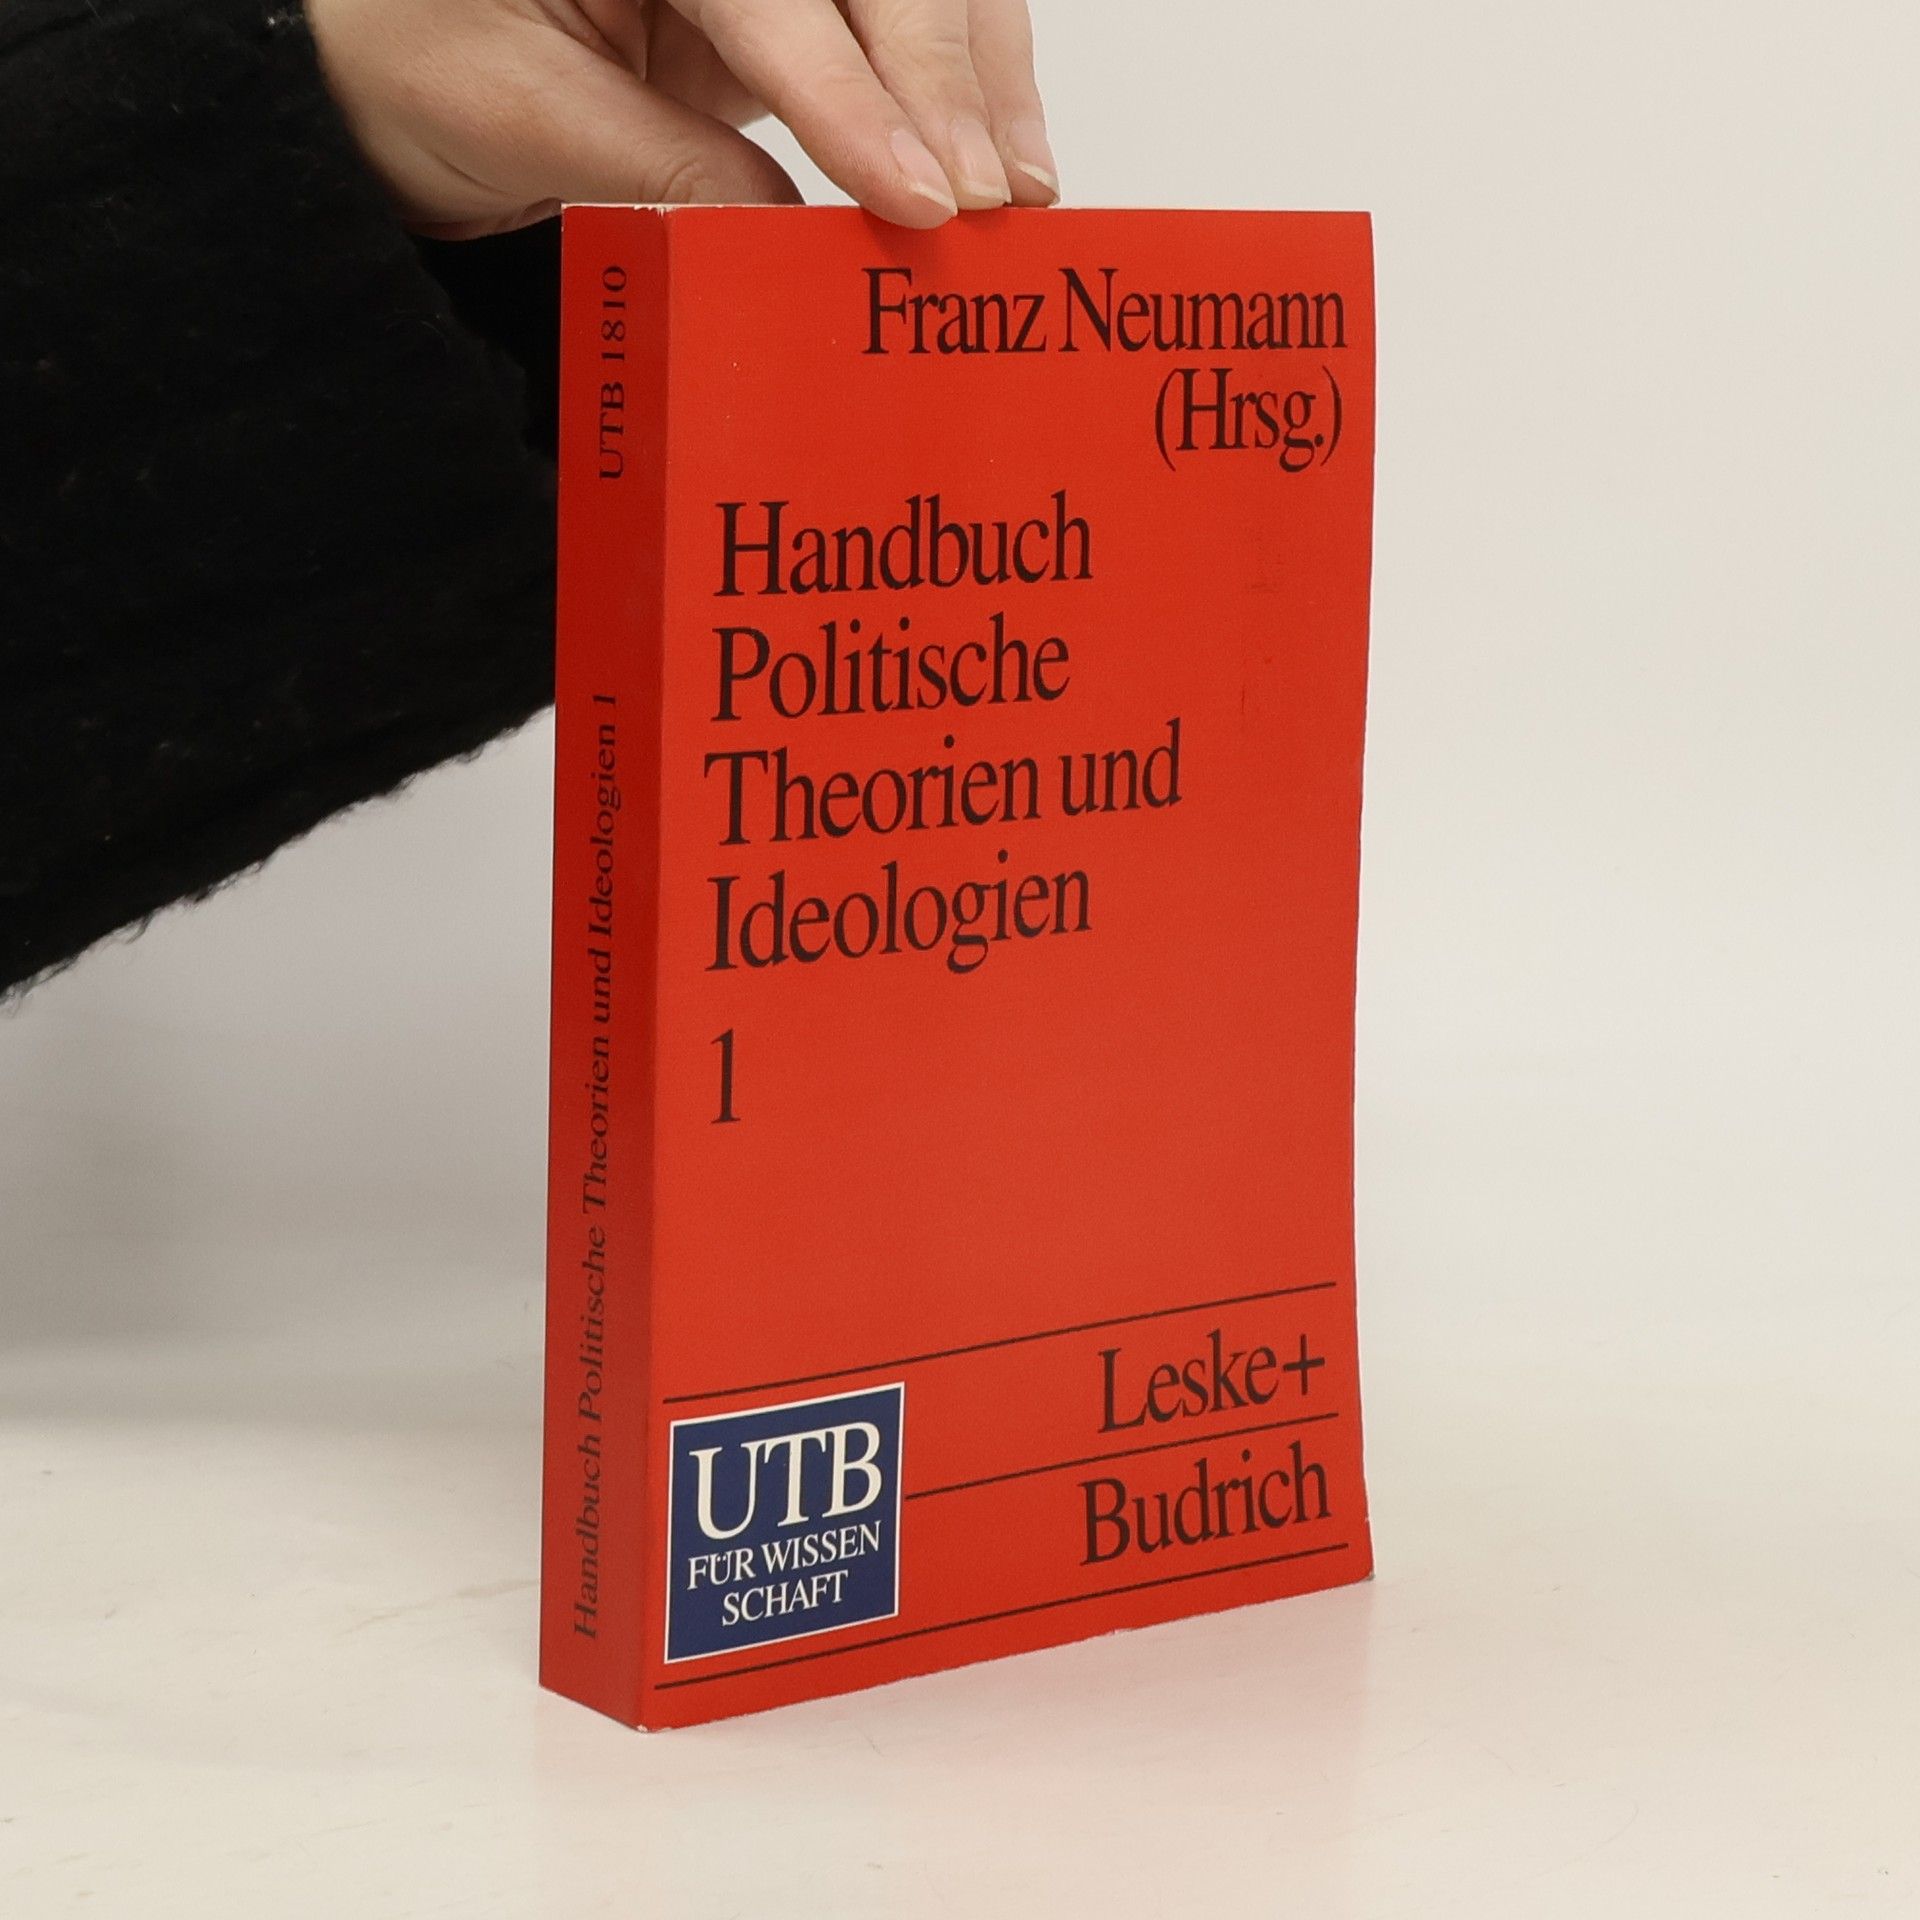 Franz Neumann
(Hrsg.)
Handbuch
Politische
Theorien und
Ideologien
1
Leske+
Budrich
UTB
FÜR WISSEN
SCHAFT
UTB 1810
Handbuch Politische Theorien und Ideologien 1